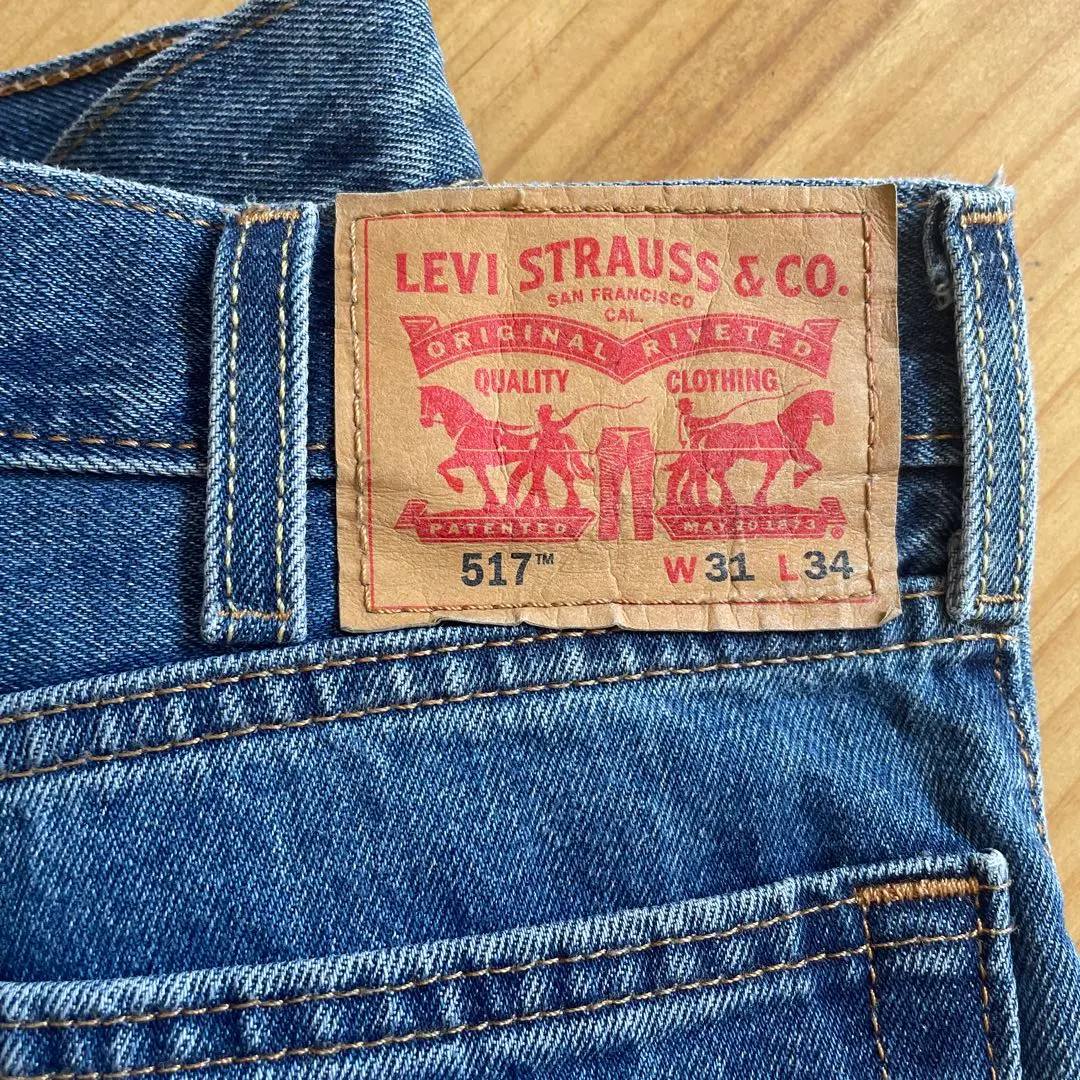 LEVI STRAUSS & CO.
SAN FRANCISCO
CAL.
ORIGINAL RIVETED
QUALITY CLOTHING
PATENTED MAY 20 1873
®
517™ W 31 L 34